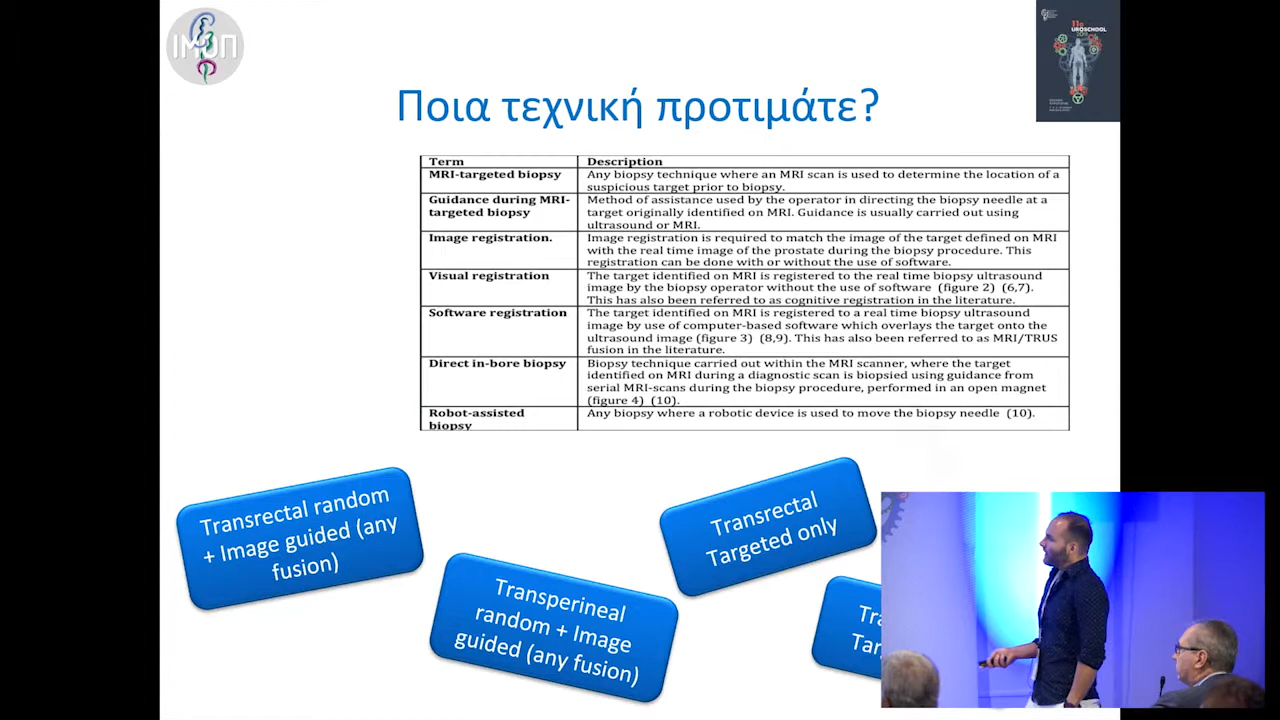 ΙΜΟΠ
11ο
UROSCHOOL
Ποια τεχνική προτιμάτε?
Term Description
MRI-targeted biopsy Any biopsy technique where an MRI scan is used to determine the location of a
suspicious target prior to biopsy.
Guidance during MRI- Method of assistance used by the operator in directing the biopsy needle at a
targeted biopsy target originally identified on MRI. Guidance is usually carried out using
ultrasound or MRI.
Image registration. Image registration is required to match the image of the target defined on MRI
with the real time image of the prostate during the biopsy procedure. This
registration can be done with or without the use of software.
Visual registration The target identified on MRI is registered to the real time biopsy ultrasound
image by the biopsy operator without the use of software (figure 2) (6,7).
This has also been referred to as cognitive registration in the literature.
Software registration The target identified on MRI is registered to a real time biopsy ultrasound
image by use of computer-based software which overlays the target onto the
ultrasound image (figure 3) (8,9). This has also been referred to as MRI/TRUS
fusion in the literature.
Direct in-bore biopsy Biopsy technique carried out within the MRI scanner, where the target
identified on MRI during a diagnostic scan is biopsied using guidance from
serial MRI-scans during the biopsy procedure, performed in an open magnet
(figure 4) (10).
Robot-assisted Any biopsy where a robotic device is used to move the biopsy needle (10).
biopsy
Transrectal random
+ Image guided (any
fusion)
Transperineal
random + Image
guided (any fusion)
Transrectal
Targeted only
Tra
Tar